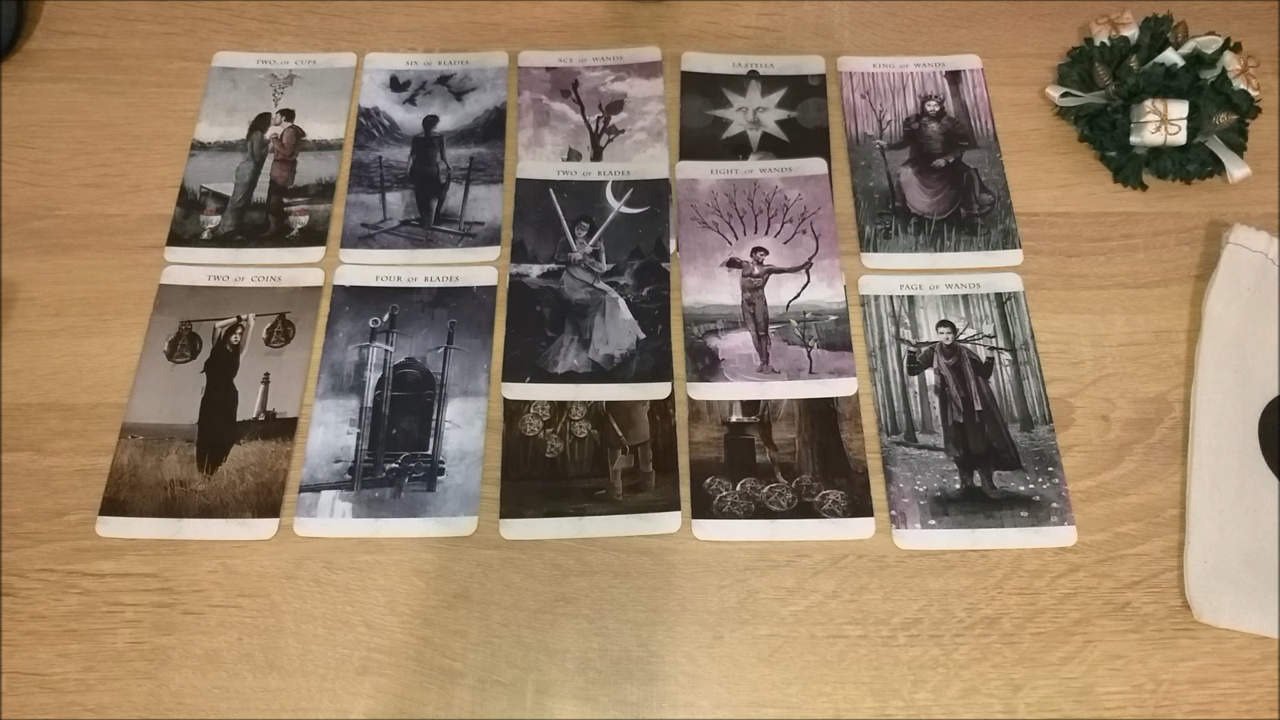 TWO OF CUPS
SIX OF BLADES
ACE OF WANDS
LA STELLA
KING OF WANDS
TWO OF BLADES
EIGHT OF WANDS
TWO OF COINS
FOUR OF BLADES
PAGE OF WANDS